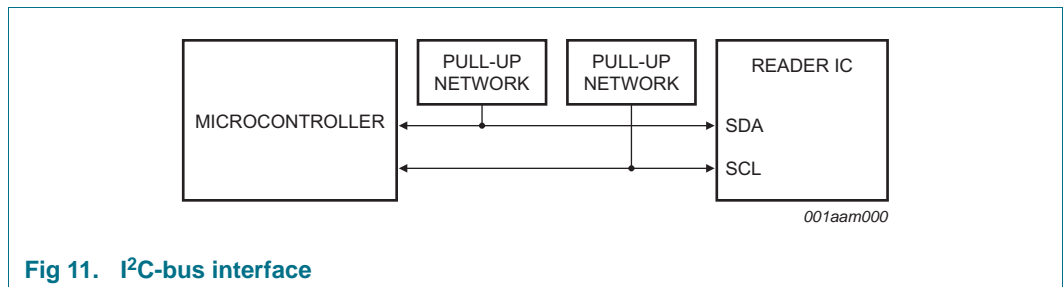 PULL-UP
NETWORK
PULL-UP
NETWORK
READER IC
MICROCONTROLLER
SDA
SCL
001aam000
Fig 11. I²C-bus interface